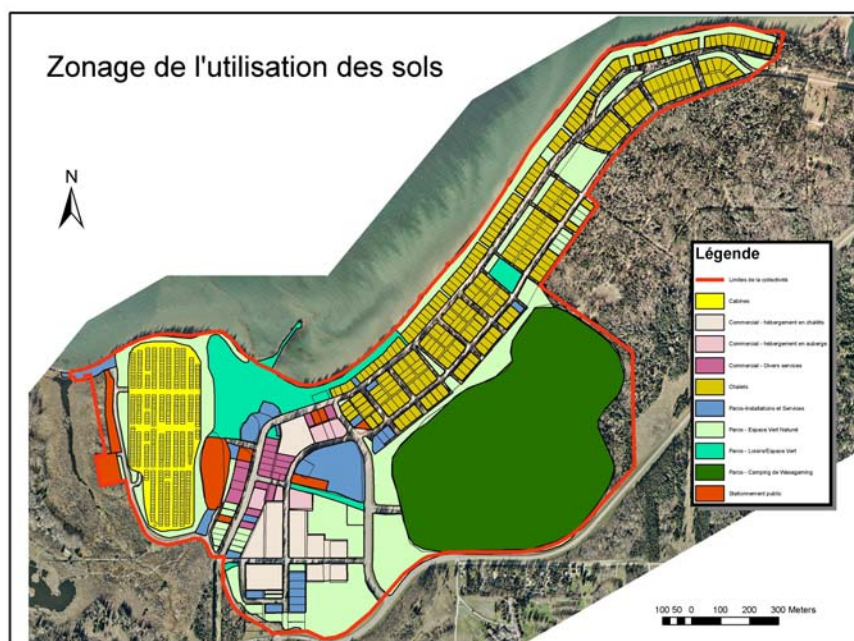 Zonage de l'utilisation des sols
N
Légende
Limites de la collectivité
Cabines
Commercial - hébergement en chalets
Commercial - hébergement en auberge
Commercial - Divers services
Chalets
Parcs-Installations et Services
Parcs - Espace Vert Naturel
Parcs - Loisirs/Espace Vert
Parcs - Camping de Wasagaming
Stationnement public
100 50 0 100 200 300 Meters